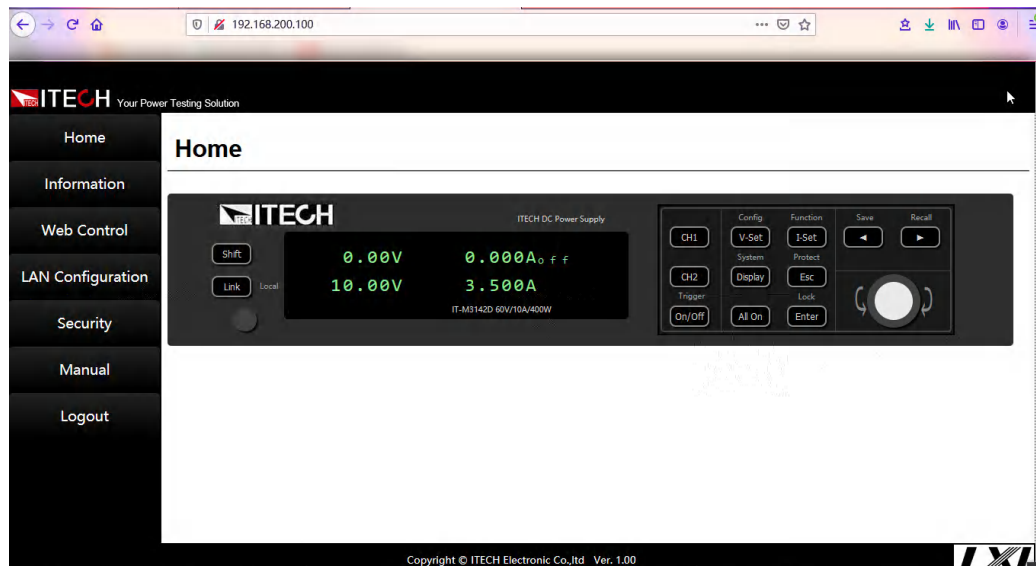 192.168.200.100
ITECH ITECH Your Power Testing Solution
Home
Information
Web Control
LAN Configuration
Security
Manual
Logout
Home
ITECH ITECH
ITECH DC Power Supply
Shift
Link Local
0.00V 0.000A off
10.00V 3.500A
IT-M3142D 60V/10A/400W
Config Function Save Recall
CH1 V-Set I-Set ◄ ►
System Protect
CH2 Display Esc
Trigger Lock
On/Off All On Enter
Copyright © ITECH Electronic Co.,ltd Ver. 1.00
LXI